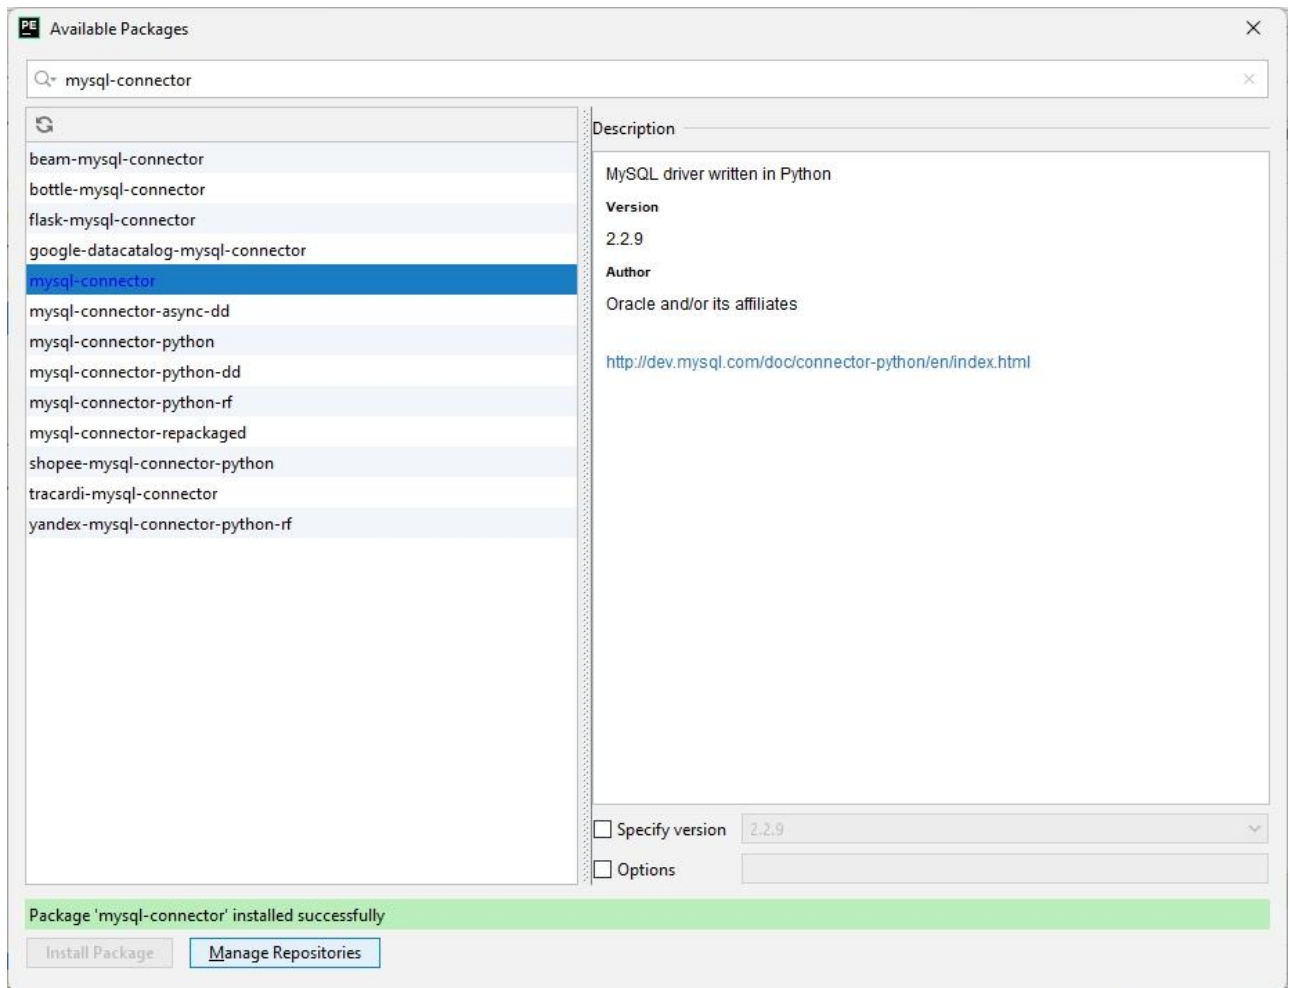 PE Available Packages
mysql-connector
beam-mysql-connector
bottle-mysql-connector
flask-mysql-connector
google-datacatalog-mysql-connector
mysql-connector
mysql-connector-async-dd
mysql-connector-python
mysql-connector-python-dd
mysql-connector-python-rf
mysql-connector-repackaged
shopee-mysql-connector-python
tracardi-mysql-connector
yandex-mysql-connector-python-rf
Description
MySQL driver written in Python
Version
2.2.9
Author
Oracle and/or its affiliates
http://dev.mysql.com/doc/connector-python/en/index.html
Specify version 2.2.9
Options
Package 'mysql-connector' installed successfully
Install Package Manage Repositories